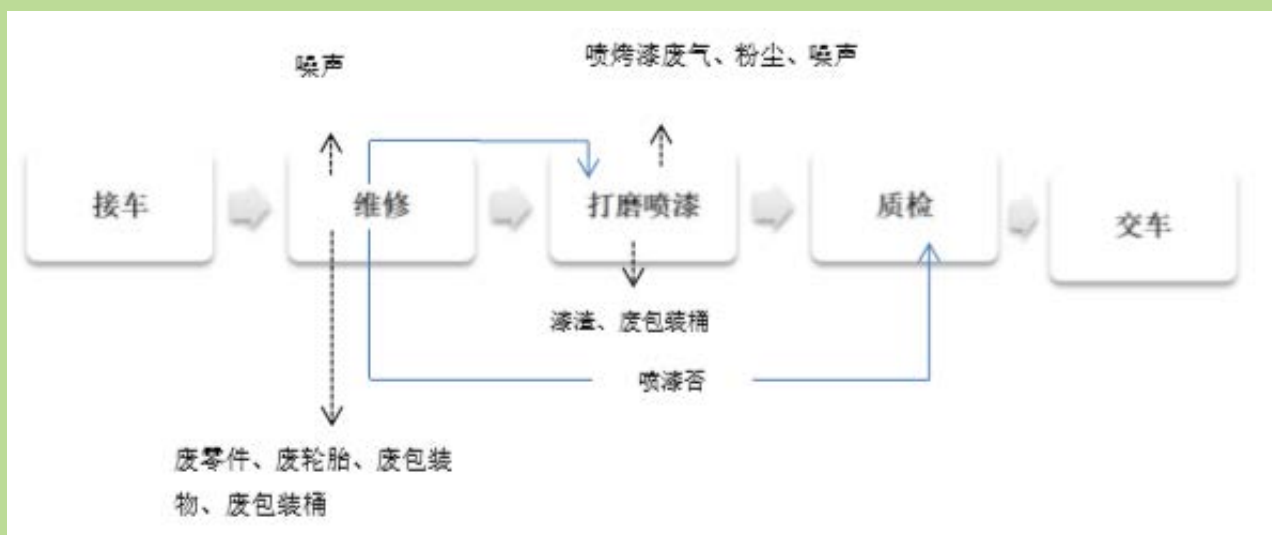 噪声
喷烤漆废气、粉尘、噪声
接车
维修
打磨喷漆
质检
交车
漆渣、废包装桶
喷漆否
废零件、废轮胎、废包装
物、废包装桶